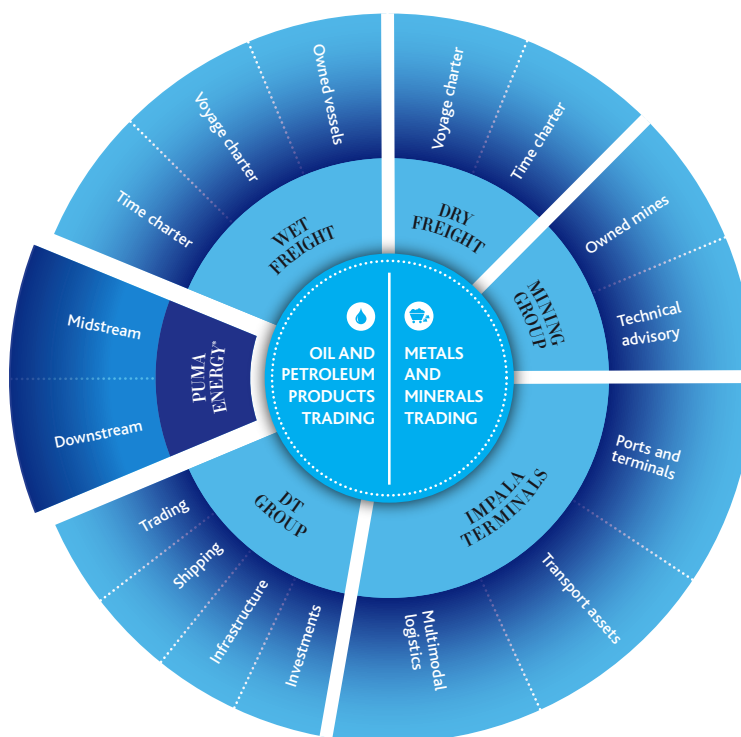 OIL AND
PETROLEUM
PRODUCTS
TRADING
METALS
AND
MINERALS
TRADING
WET
FREIGHT
Time charter
Voyage charter
Owned vessels
DRY
FREIGHT
Voyage charter
Time charter
MINING
GROUP
Owned mines
Technical
advisory
IMPALA
TERMINALS
Ports and
terminals
Transport assets
Multimodal
logistics
DT
GROUP
Investments
Infrastructure
Shipping
Trading
PUMA
ENERGY*
Downstream
Midstream